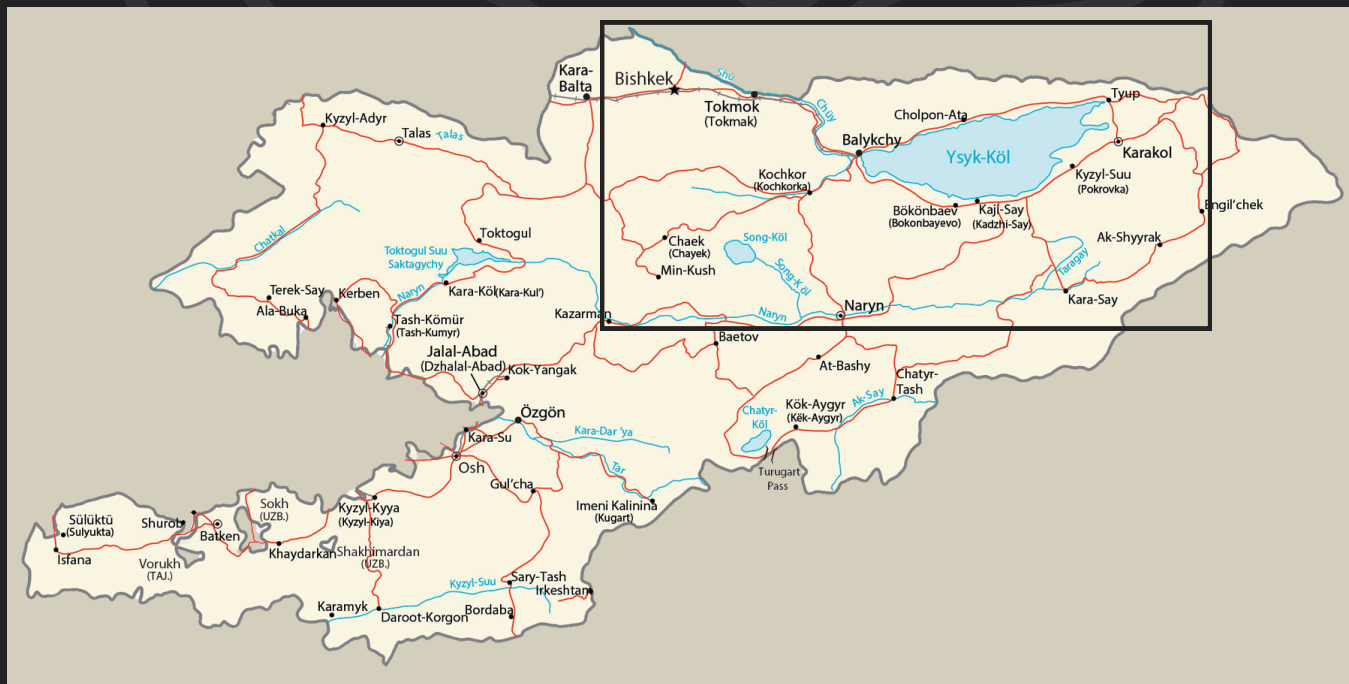 Kara-
Balta
Bishkek
Shū
Tokmok
(Tokmak)
Chüy
Tyup
Cholpon-Ata
Balykchy
Ysyk-Köl
Karakol
Kyzyl-Suu
(Pokrovka)
Kyzyl-Adyr
Talas
Talas
Kochkor
(Kochkorka)
Bökönbaev
(Bokonbayevo)
Kajl-Say
(Kadzhi-Say)
Engil'chek
Ak-Shyyrak
Chatkal
Toktogul
Toktogul Suu
Saktagychy
Chaek
(Chayek)
Min-Kush
Song-Köl
Song-Köl
Taragay
Kara-Say
Terek-Say
Ala-Buka
Kerben
Naryn
Kara-Köl(Kara-Kul')
Tash-Kömür
(Tash-Kumyr)
Kazarman
Naryn
Naryn
Jalal-Abad
(Dzhalal-Abad)
Kok-Yangak
Baetov
At-Bashy
Chatyr-
Tash
Özgön
Chatyr-
Köl
Kök-Aygyr
(Këk-Aygyr)
Ak-Say
Kara-Su
Kara-Dar 'ya
Osh
Tar
Turugart
Pass
Gul'cha
Imeni Kalinina
(Kugart)
Kyzyl-Kyya
(Kyzyl-Kiya)
Sülüktü
(Sulyukta)
Shurob
Batken
Sokh
(UZB.)
Isfana
Vorukh
(TAJ.)
Khaydarkan
Shakhimardan
(UZB.)
Kyzyl-Suu
Sary-Tash
Irkeshtam
Karamyk
Daroot-Korgon
Bordaba